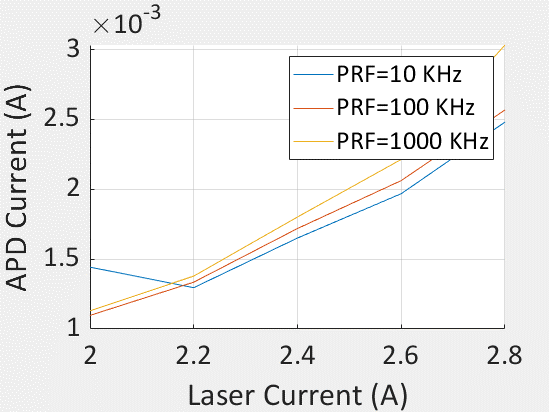 ×10⁻³
3
2.5
2
1.5
1
APD Current (A)
PRF=10 KHz
PRF=100 KHz
PRF=1000 KHz
2 2.2 2.4 2.6 2.8
Laser Current (A)